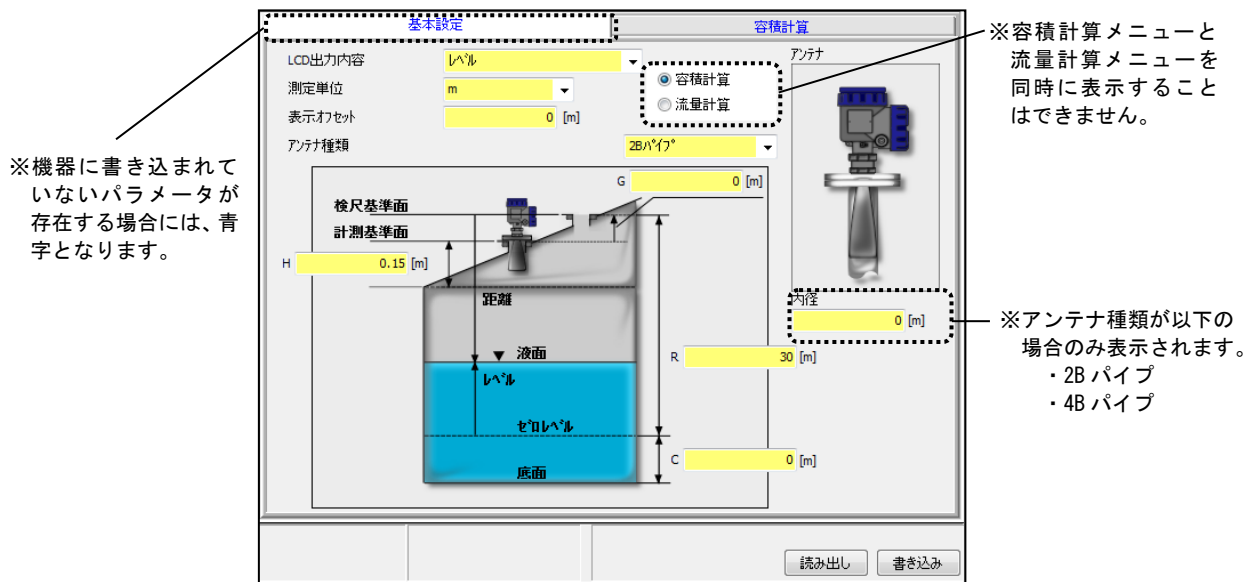 基本設定
容積計算
LCD出力内容
ﾚﾍﾞﾙ
測定単位
m
表示ｵﾌｾｯﾄ
0 [m]
ｱﾝﾃﾅ種類
2Bﾊﾟｲﾌﾟ
容積計算
流量計算
ｱﾝﾃﾅ
G 0 [m]
検尺基準面
計測基準面
H 0.15 [m]
距離
液面
ﾚﾍﾞﾙ
ｾﾞﾛﾚﾍﾞﾙ
底面
R 30 [m]
C 0 [m]
内径
0 [m]
読み出し
書き込み
※機器に書き込まれて
いないパラメータが
存在する場合には、青
字となります。
※容積計算メニューと
流量計算メニューを
同時に表示すること
はできません。
※アンテナ種類が以下の
場合のみ表示されます。
・2B パイプ
・4B パイプ